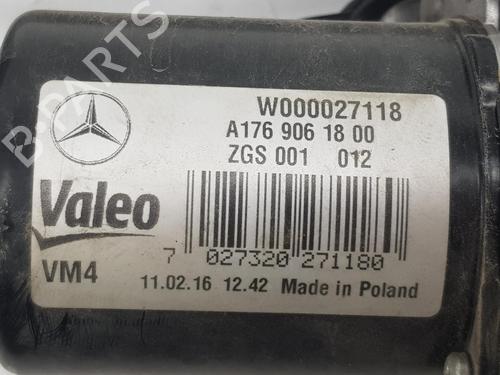 B-PARTS
W000027118
A176 906 18 00
ZGS 001 012
Valeo
7 027320 271180
VM4 11.02.16 12.42 Made in Poland